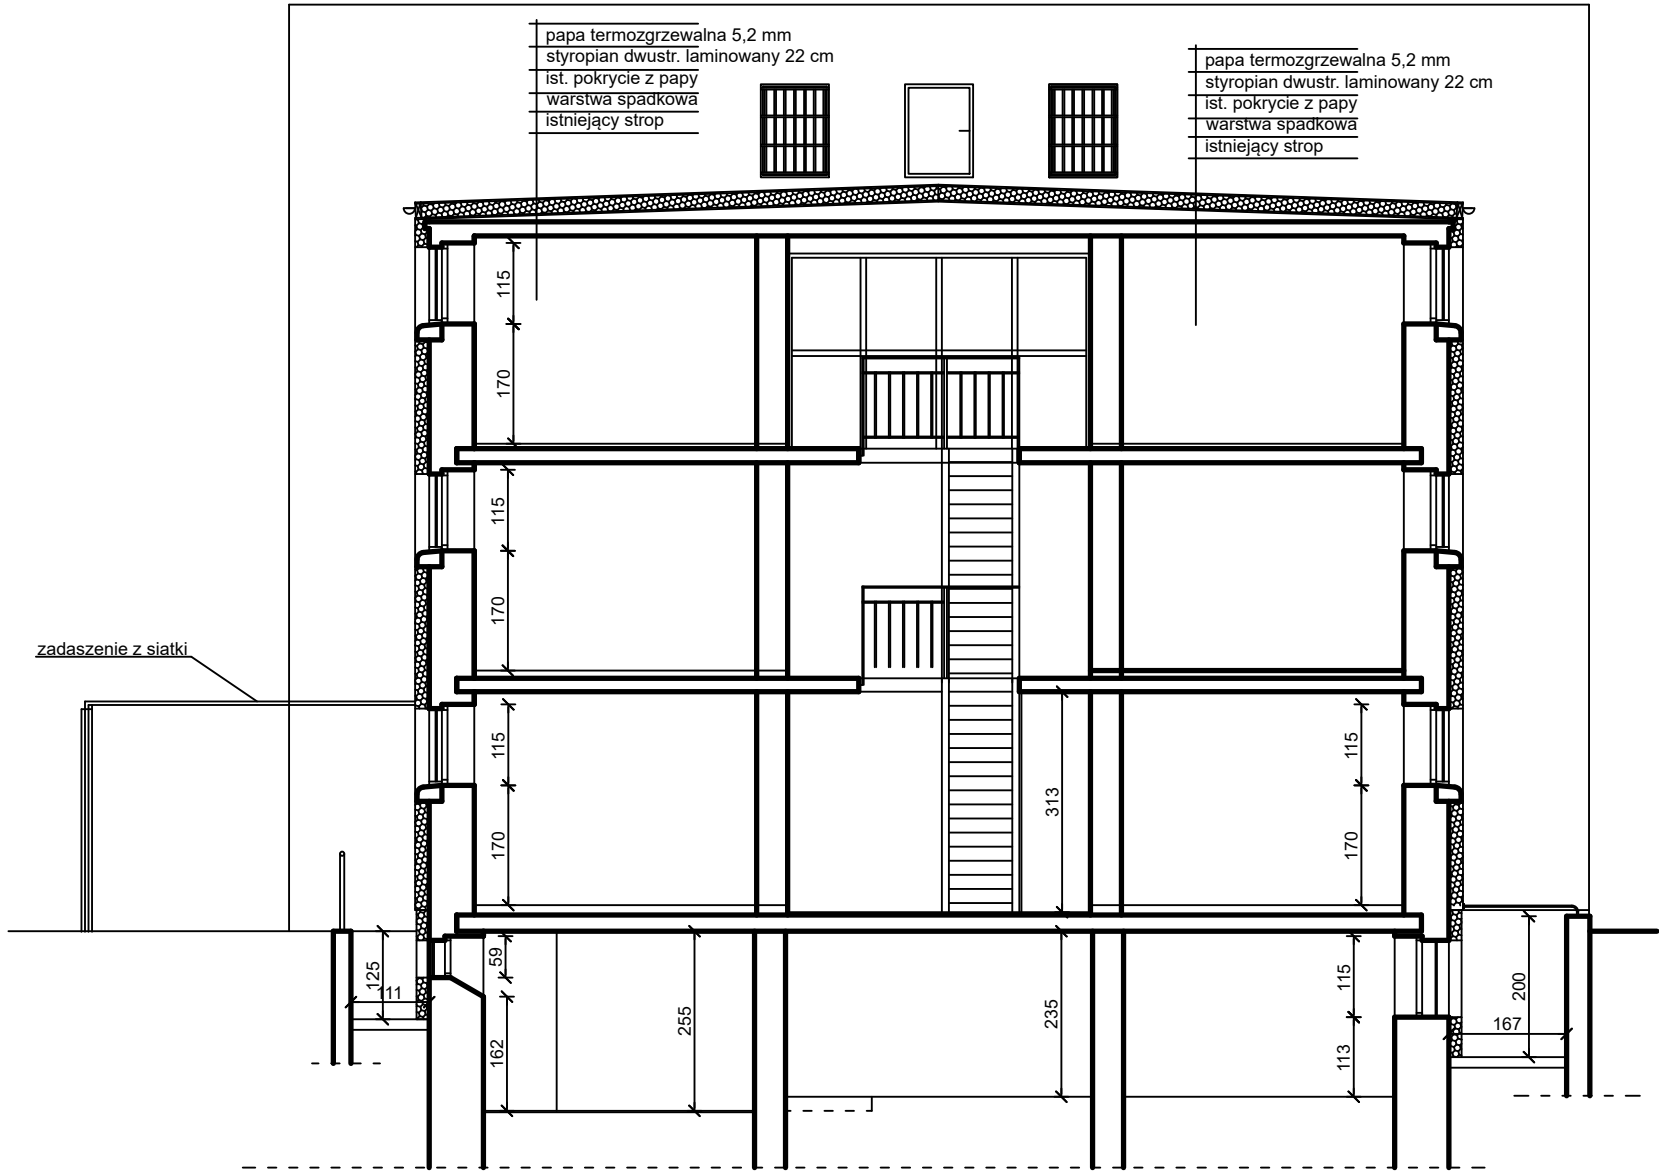 papa termozgrzewalna 5,2 mm
styropian dwustr. laminowany 22 cm
ist. pokrycie z papy
warstwa spadkowa
istniejący strop
papa termozgrzewalna 5,2 mm
styropian dwustr. laminowany 22 cm
ist. pokrycie z papy
warstwa spadkowa
istniejący strop
115
170
115
170
zadaszenie z siatki
115
115
313
170
170
59
125
111
115
200
255
235
167
162
113